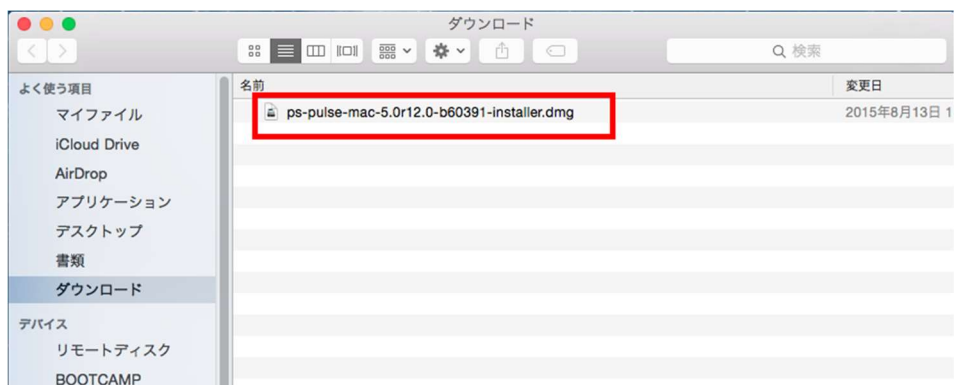 ダウンロード
検索
よく使う項目
マイファイル
iCloud Drive
AirDrop
アプリケーション
デスクトップ
書類
ダウンロード
デバイス
リモートディスク
BOOTCAMP
名前
変更日
ps-pulse-mac-5.0r12.0-b60391-installer.dmg
2015年8月13日 1